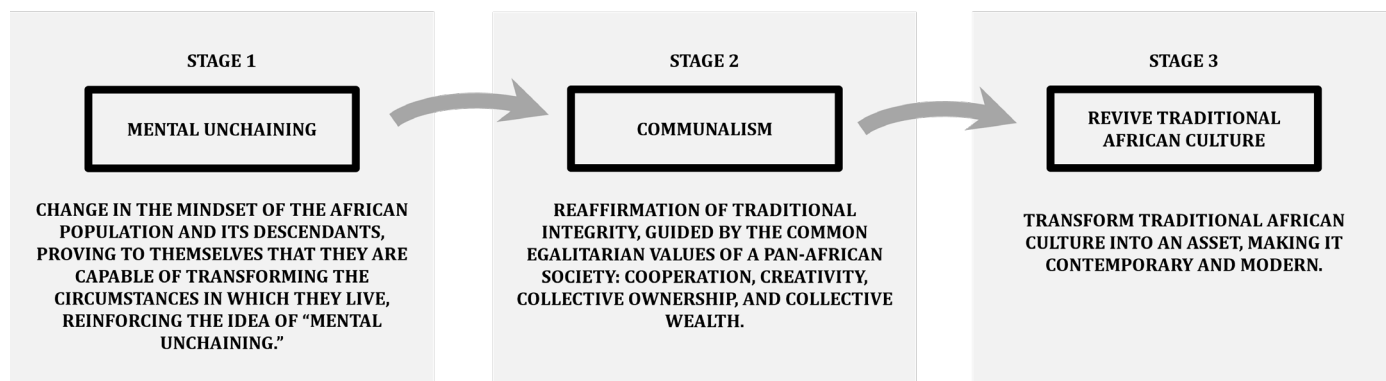 STAGE 1
MENTAL UNCHAINING
CHANGE IN THE MINDSET OF THE AFRICAN
POPULATION AND ITS DESCENDANTS,
PROVING TO THEMSELVES THAT THEY ARE
CAPABLE OF TRANSFORMING THE
CIRCUMSTANCES IN WHICH THEY LIVE,
REINFORCING THE IDEA OF “MENTAL
UNCHAINING.”
STAGE 2
COMMUNALISM
REAFFIRMATION OF TRADITIONAL
INTEGRITY, GUIDED BY THE COMMON
EGALITARIAN VALUES OF A PAN-AFRICAN
SOCIETY: COOPERATION, CREATIVITY,
COLLECTIVE OWNERSHIP, AND COLLECTIVE
WEALTH.
STAGE 3
REVIVE TRADITIONAL
AFRICAN CULTURE
TRANSFORM TRADITIONAL AFRICAN
CULTURE INTO AN ASSET, MAKING IT
CONTEMPORARY AND MODERN.